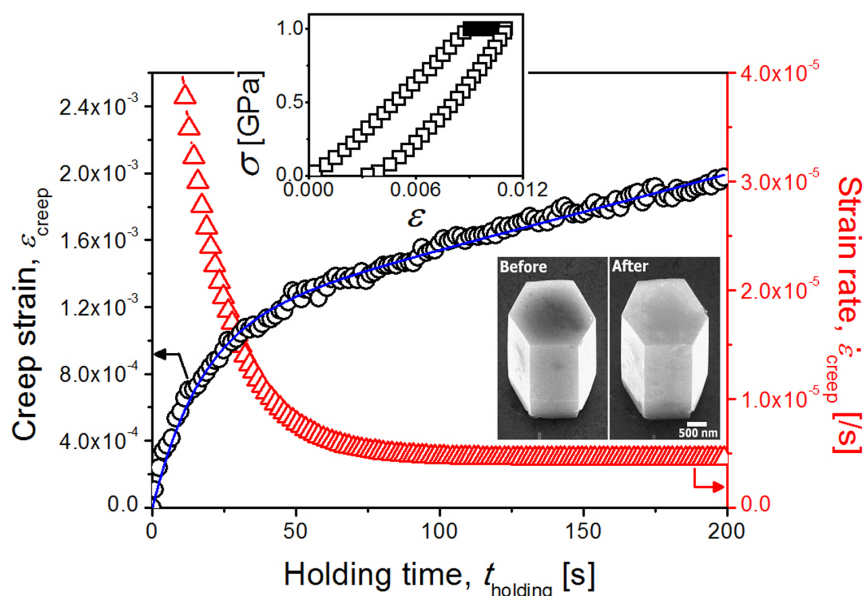 1.0
0.5
0.0
σ [GPa]
0.000 0.006 0.012
ε
2.4x10⁻³
2.0x10⁻³
1.6x10⁻³
1.2x10⁻³
8.0x10⁻⁴
4.0x10⁻⁴
0.0
Creep strain, ε_creep
4.0x10⁻⁵
3.0x10⁻⁵
2.0x10⁻⁵
1.0x10⁻⁵
0.0
Strain rate, ε̇_creep [/s]
Before After
500 nm
0 50 100 150 200
Holding time, t_holding [s]